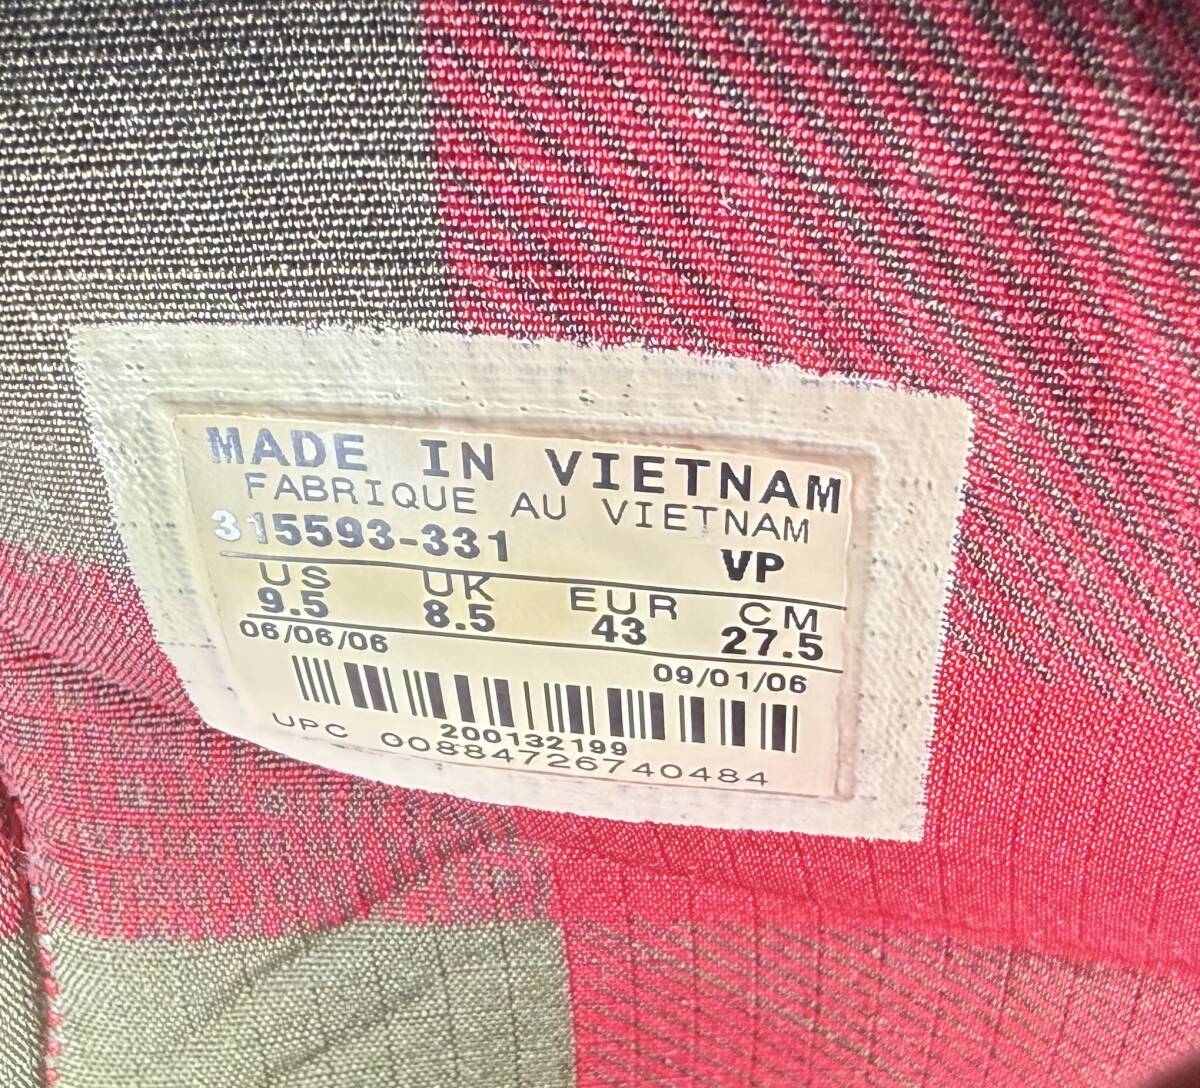 MADE IN VIETNAM
FABRIQUE AU VIETNAM
315593-331 VP
US UK EUR CM
9.5 8.5 43 27.5
06/06/06 09/01/06
200132199
UPC 00884726740484